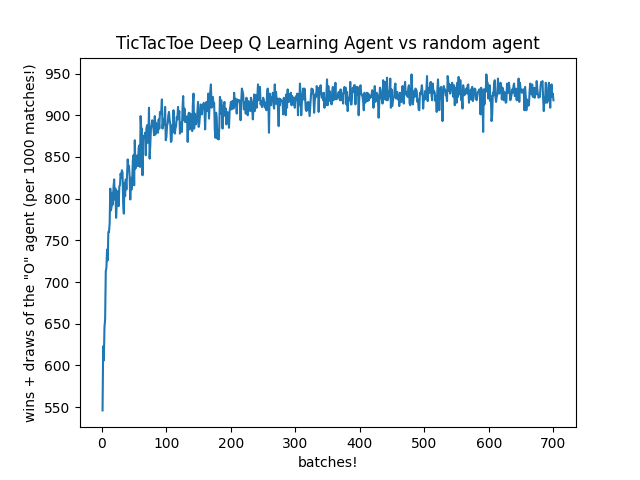 TicTacToe Deep Q Learning Agent vs random agent
wins + draws of the "O" agent (per 1000 matches!)
950
900
850
800
750
700
650
600
550
0 100 200 300 400 500 600 700
batches!